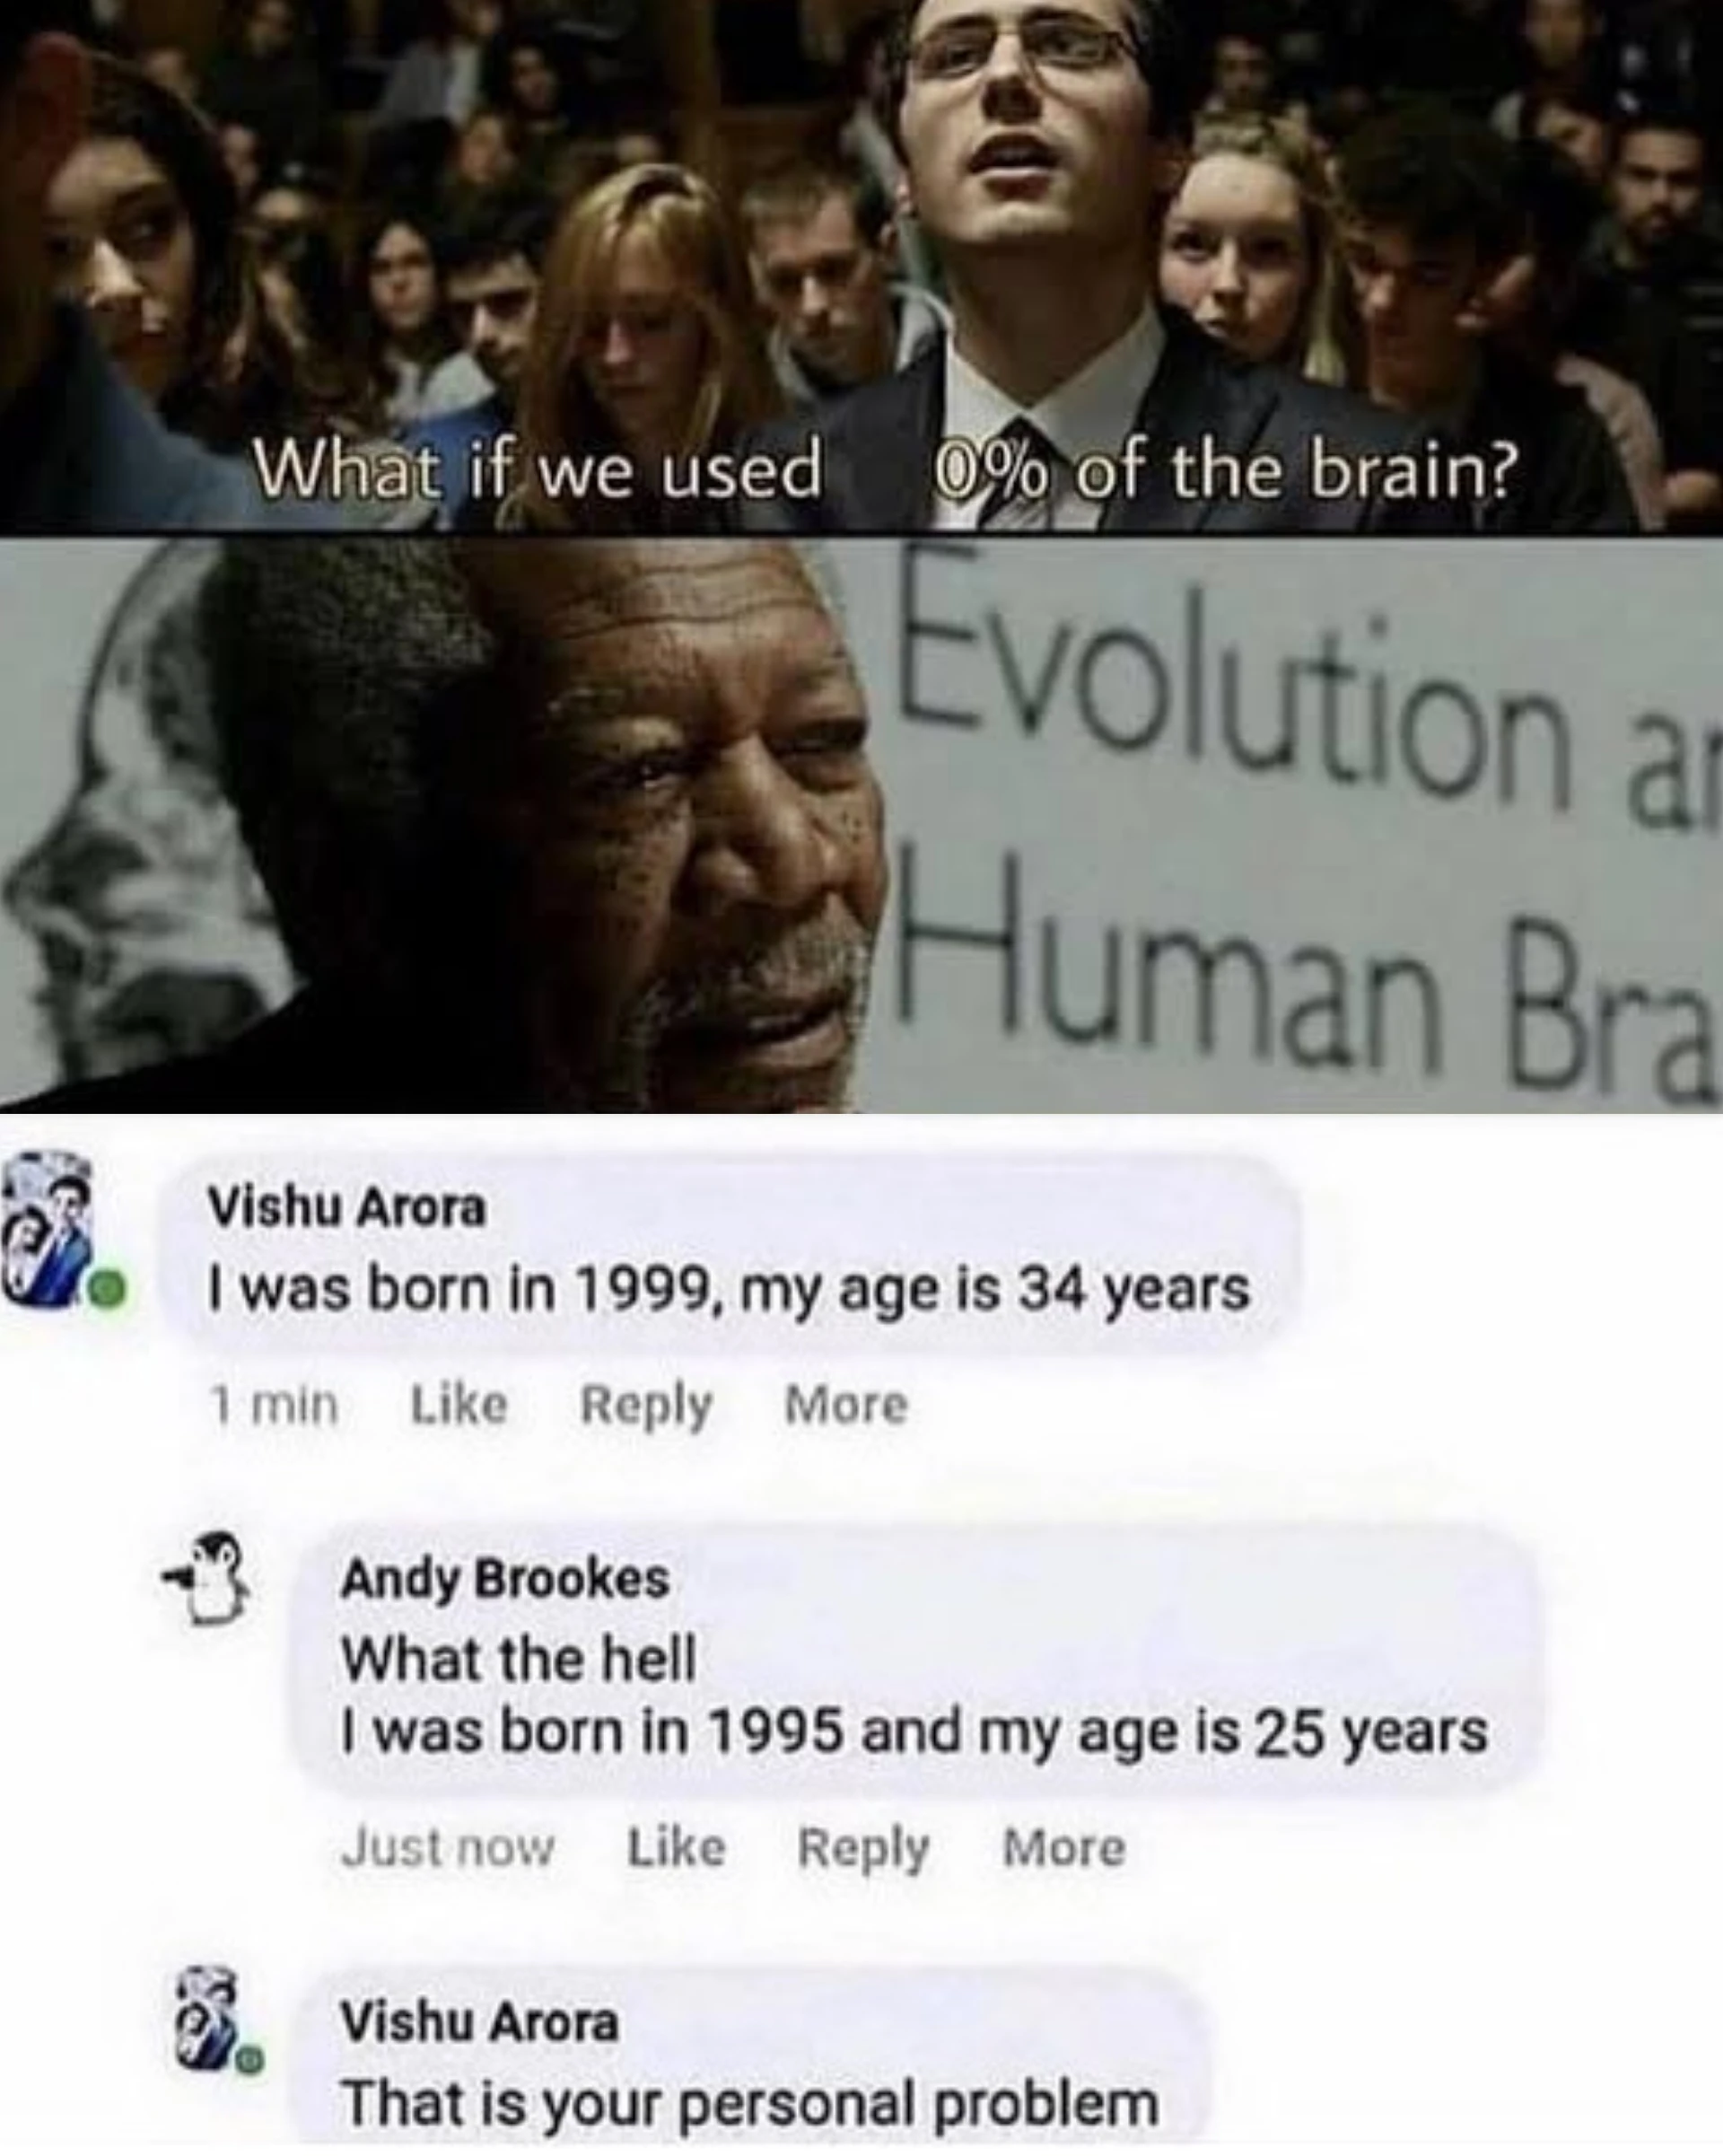 What if we used 0% of the brain?
Evolution ar
Human Bra
Vishu Arora
I was born in 1999, my age is 34 years
1 min Like Reply More
Andy Brookes
What the hell
I was born in 1995 and my age is 25 years
Just now Like Reply More
Vishu Arora
That is your personal problem